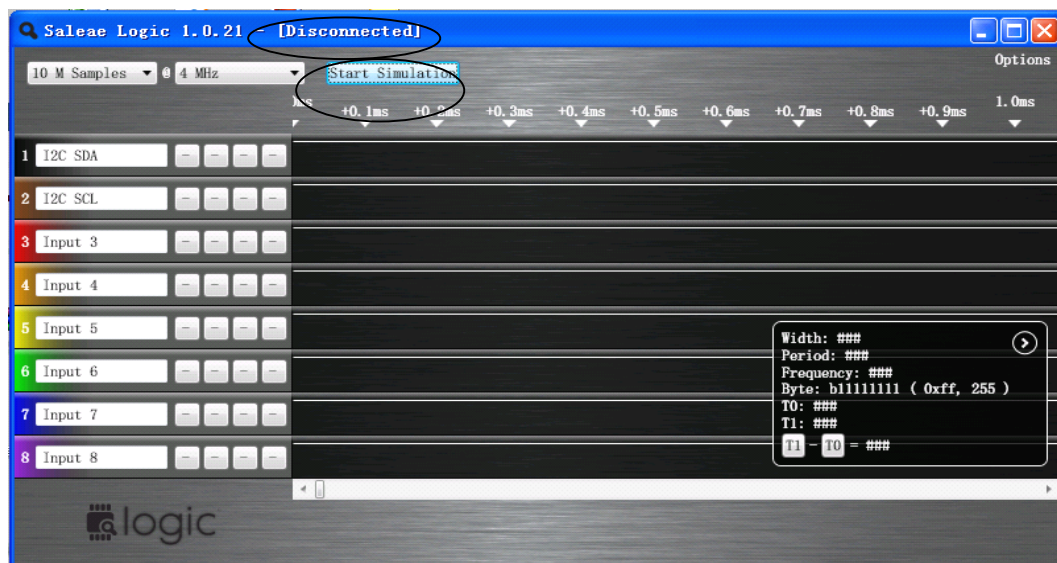 Saleae Logic 1.0.21 - [Disconnected]
Options
10 M Samples @ 4 MHz Start Simulation
+0.1ms +0.2ms +0.3ms +0.4ms +0.5ms +0.6ms +0.7ms +0.8ms +0.9ms 1.0ms
1 I2C SDA - - - -
2 I2C SCL - - - -
3 Input 3 - - - -
4 Input 4 - - - -
5 Input 5 - - - -
6 Input 6 - - - -
7 Input 7 - - - -
8 Input 8 - - - -
Width: ###
Period: ###
Frequency: ###
Byte: b11111111 ( 0xff, 255 )
T0: ###
T1: ###
T1 - T0 = ###
logic